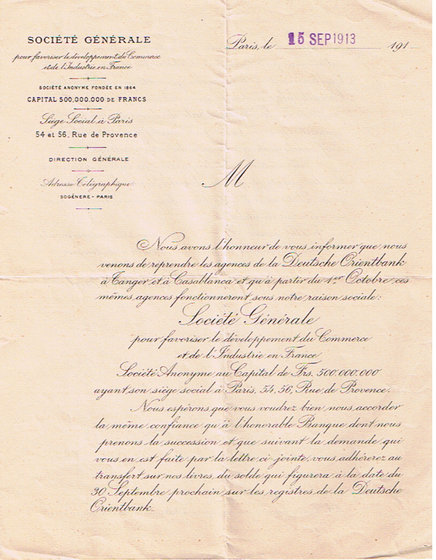 SOCIÉTÉ GÉNÉRALE
pour favoriser le développement du Commerce
et de l'Industrie en France
SOCIÉTÉ ANONYME FONDÉE EN 1864
CAPITAL 500.000.000 DE FRANCS
Siège Social à Paris
54 et 56, Rue de Provence
DIRECTION GÉNÉRALE
Adresse Télégraphique
SOGENERE - PARIS
Paris, le 15 SEP 1913 191
M
Nous avons l'honneur de vous informer que nous
venons de reprendre les agences de la Deutsche Orientbank
à Tanger et à Casablanca et qu'à partir du 1er Octobre ces
mêmes agences fonctionneront sous notre raison sociale:
Société Générale
pour favoriser le développement du Commerce
et de l'Industrie en France
Société Anonyme au Capital de Frs. 500.000.000
ayant son siège social à Paris, 54, 56, Rue de Provence.
Nous espérons que vous voudrez bien nous accorder
la même confiance qu'à l'honorable Banque dont nous
prenons la succession et que suivant la demande qui
vous en est faite par la lettre ci jointe, vous adhèrerez au
transfert sur nos livres du solde qui figurera à la date du
30 Septembre prochain sur les registres de la Deutsche
Orientbank.